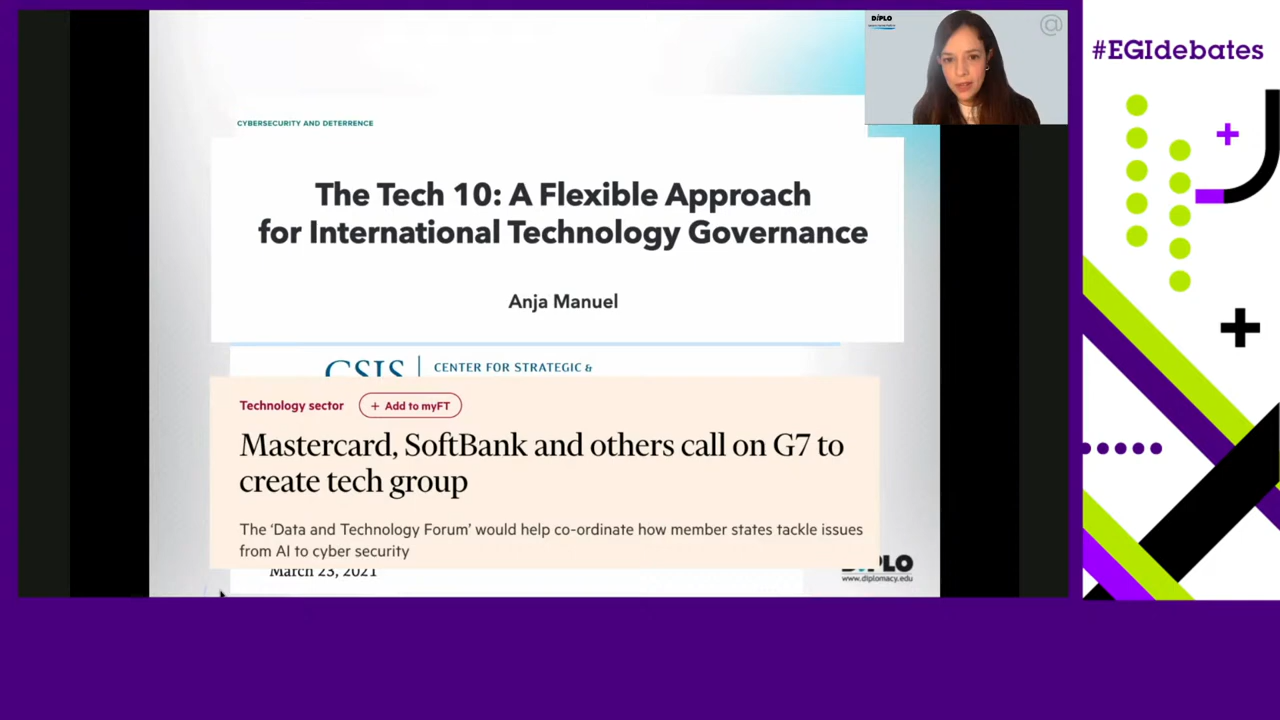 DiPLO
@
#EGIdebates
CYBERSECURITY AND DETERRENCE
The Tech 10: A Flexible Approach
for International Technology Governance
Anja Manuel
CSIS | CENTER FOR STRATEGIC &
Technology sector
+ Add to myFT
Mastercard, SoftBank and others call on G7 to
create tech group
The ‘Data and Technology Forum’ would help co-ordinate how member states tackle issues
from AI to cyber security
March 23, 2021
DiPLO
www.diplomacy.edu